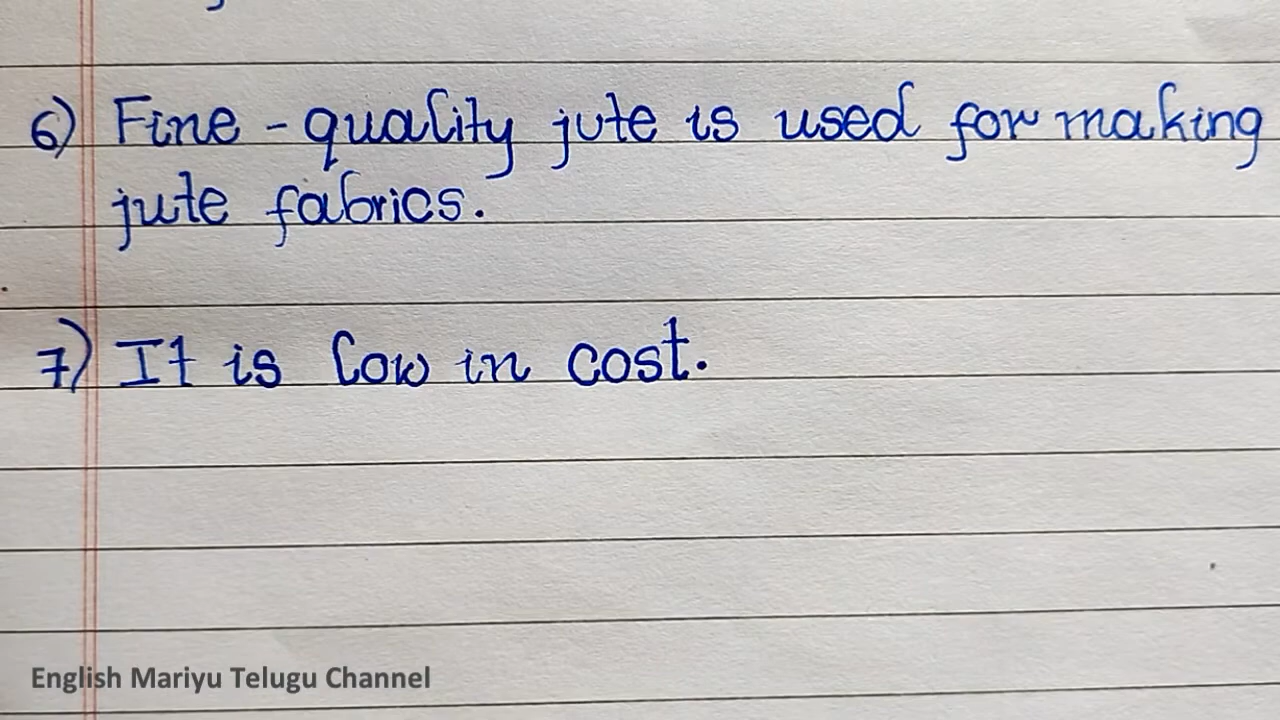 6) Fine - quality jute is used for making
jute fabrics.
7) It is low in cost.
English Mariyu Telugu Channel